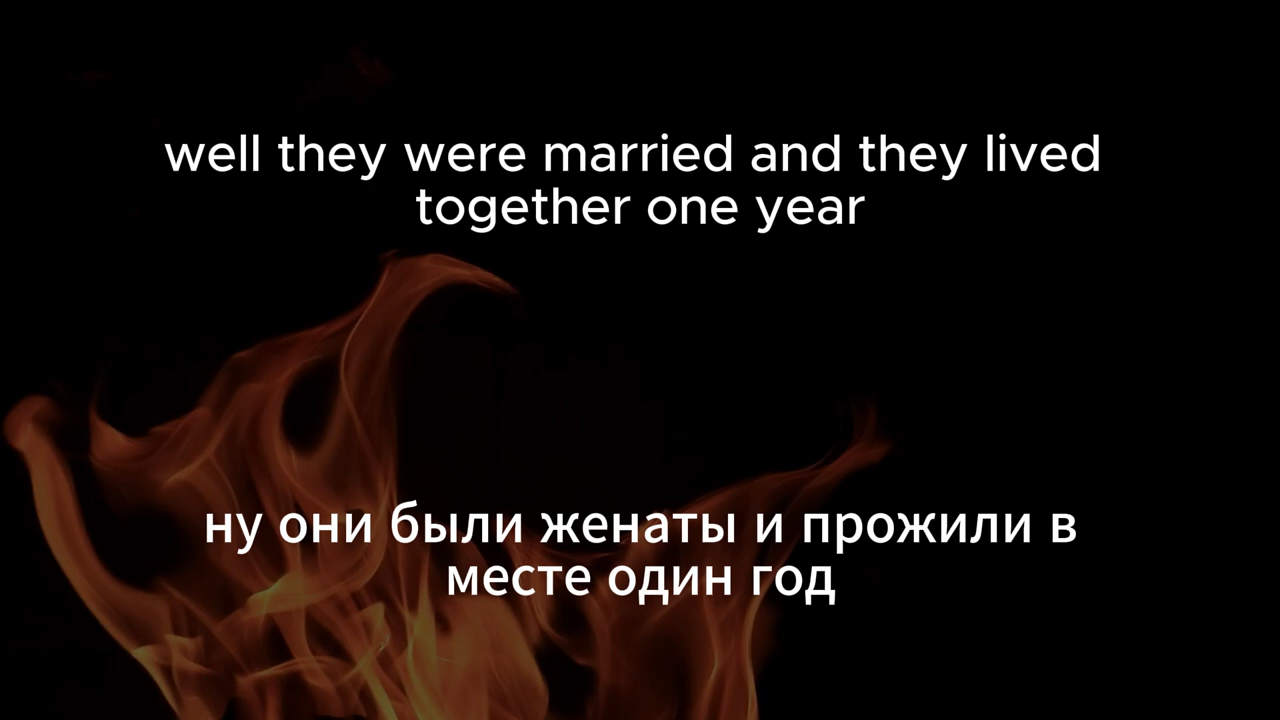 well they were married and they lived
together one year
ну они были женаты и прожили в
месте один год